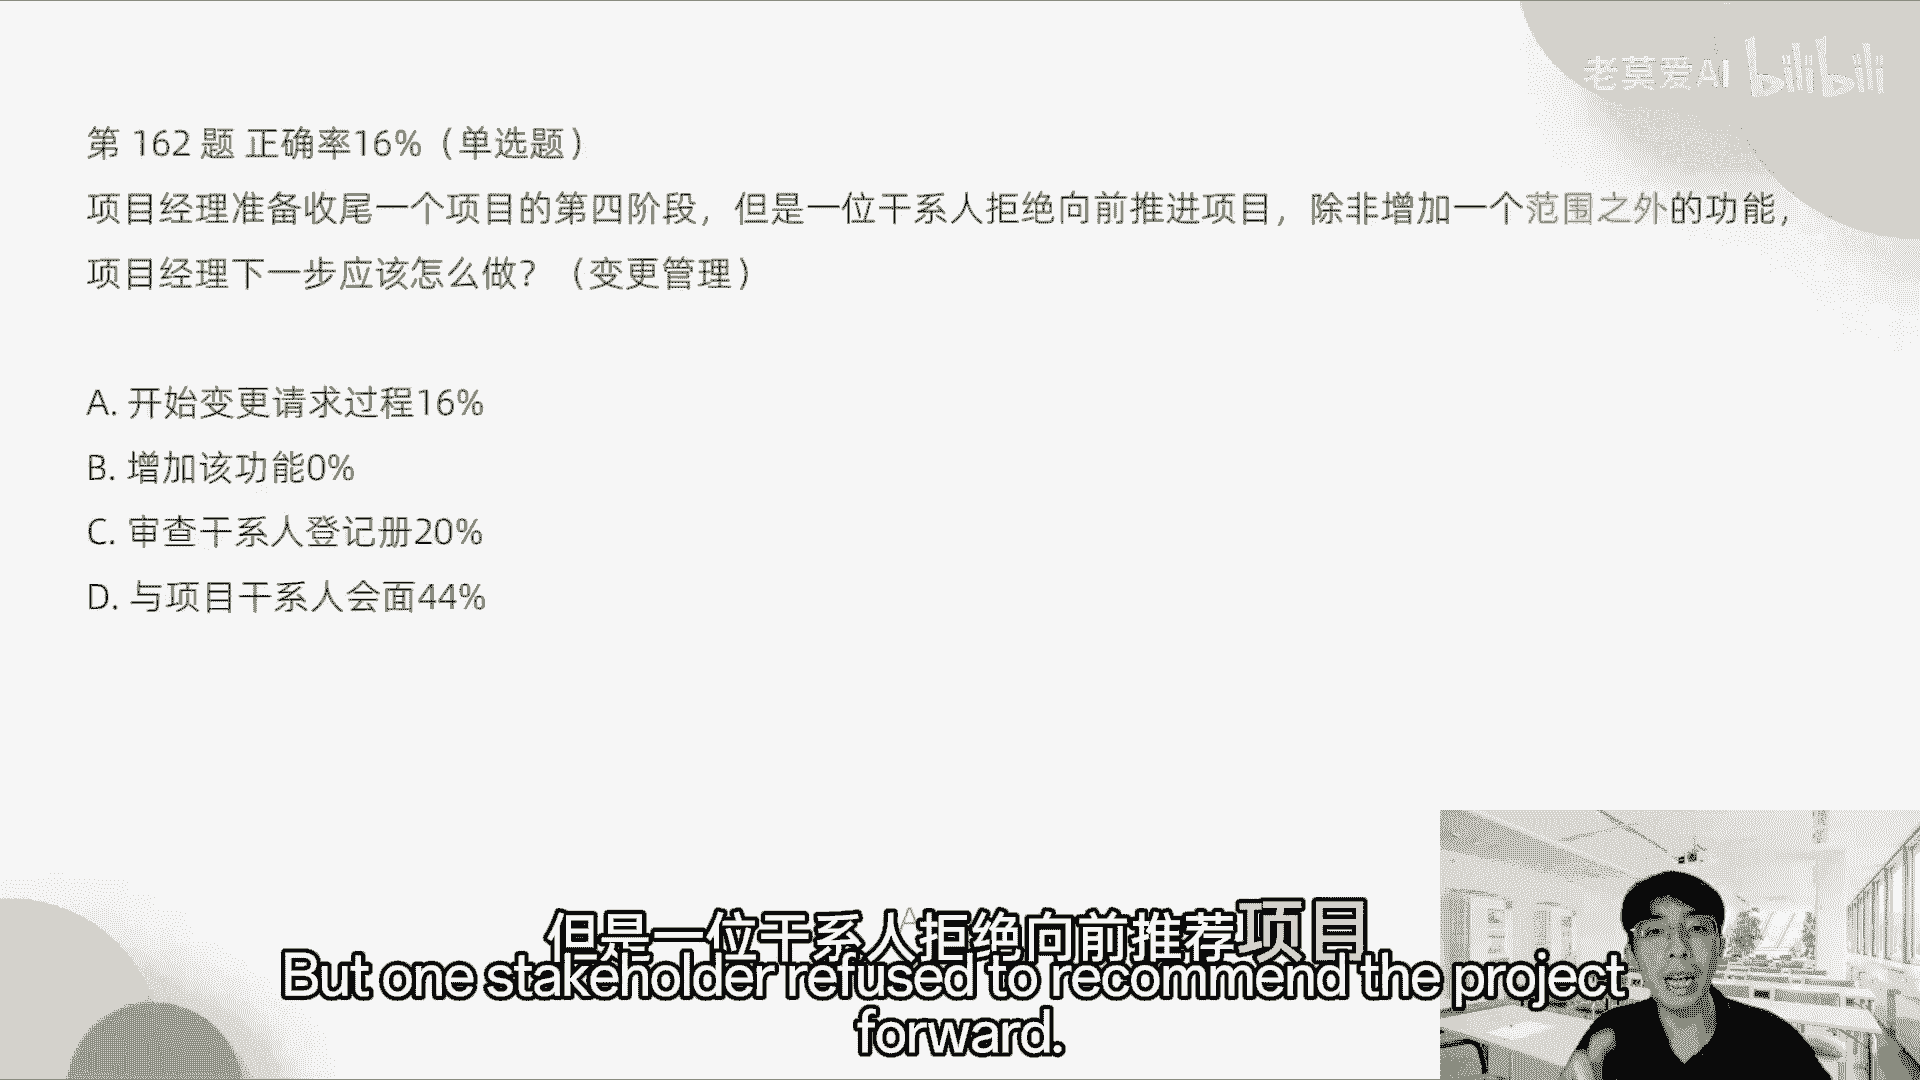 老莫爱AI bilibili
第 162 题 正确率16%（单选题）
项目经理准备收尾一个项目的第四阶段，但是一位干系人拒绝向前推进项目，除非增加一个范围之外的功能，
项目经理下一步应该怎么做？（变更管理）
A. 开始变更请求过程16%
B. 增加该功能0%
C. 审查干系人登记册20%
D. 与项目干系人会面44%
但是一位干系人拒绝向前推荐项目
But one stakeholder refused to recommend the project
forward.